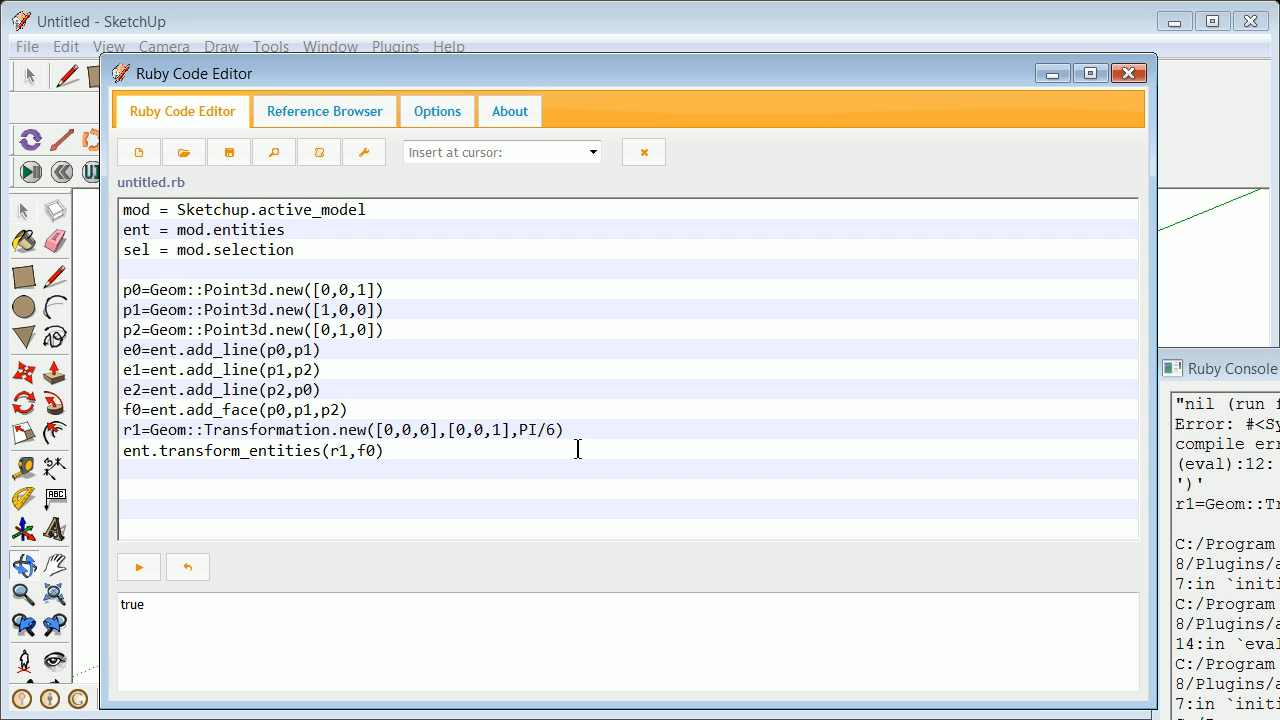 Untitled - SketchUp
File Edit View Camera Draw Tools Window Plugins Help
Ruby Code Editor
Ruby Code Editor Reference Browser Options About
Insert at cursor:
untitled.rb
mod = Sketchup.active_model
ent = mod.entities
sel = mod.selection
p0=Geom::Point3d.new([0,0,1])
p1=Geom::Point3d.new([1,0,0])
p2=Geom::Point3d.new([0,1,0])
e0=ent.add_line(p0,p1)
e1=ent.add_line(p1,p2)
e2=ent.add_line(p2,p0)
f0=ent.add_face(p0,p1,p2)
r1=Geom::Transformation.new([0,0,0],[0,0,1],PI/6)
ent.transform_entities(r1,f0)
true
UI
ABC
Ruby Console
"nil (run f
Error: #<Sy
compile err
(eval):12:
')'
r1=Geom::Tr
C:/Program
8/Plugins/a
7:in `initi
C:/Program
8/Plugins/a
14:in `eval
C:/Program
8/Plugins/a
7:in `initi